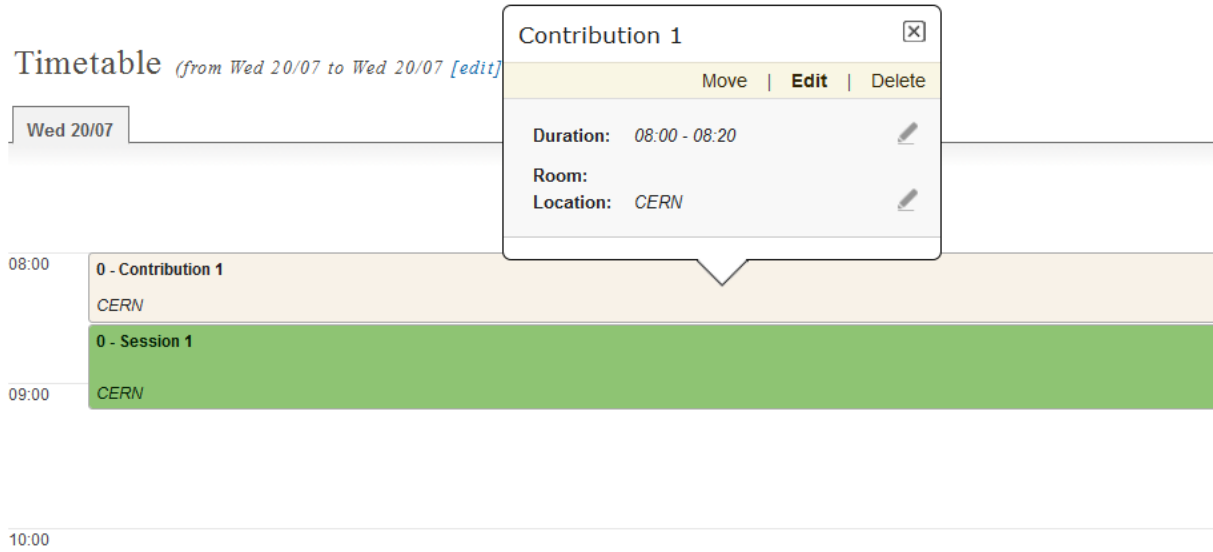 Timetable (from Wed 20/07 to Wed 20/07 [edit]
Wed 20/07
Contribution 1
Move | Edit | Delete
Duration: 08:00 - 08:20
Room:
Location: CERN
08:00
0 - Contribution 1
CERN
0 - Session 1
09:00
CERN
10:00